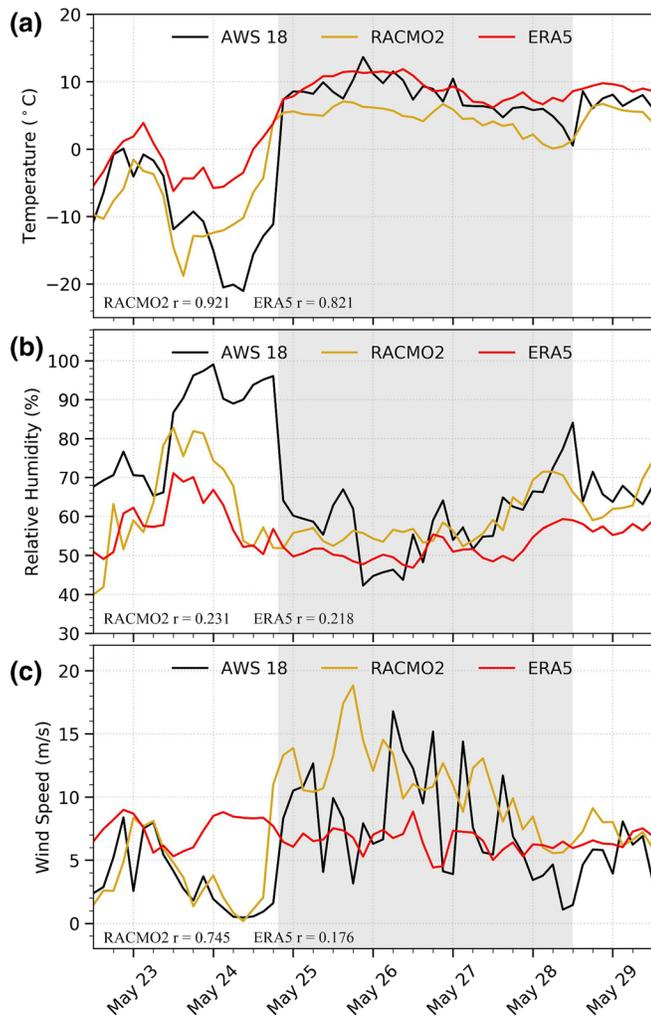 (a)
AWS 18 RACMO2 ERA5
Temperature (°C)
20
10
0
−10
−20
RACMO2 r = 0.921 ERA5 r = 0.821
(b)
AWS 18 RACMO2 ERA5
Relative Humidity (%)
100
90
80
70
60
50
40
30
RACMO2 r = 0.231 ERA5 r = 0.218
(c)
AWS 18 RACMO2 ERA5
Wind Speed (m/s)
20
15
10
5
0
RACMO2 r = 0.745 ERA5 r = 0.176
May 23 May 24 May 25 May 26 May 27 May 28 May 29